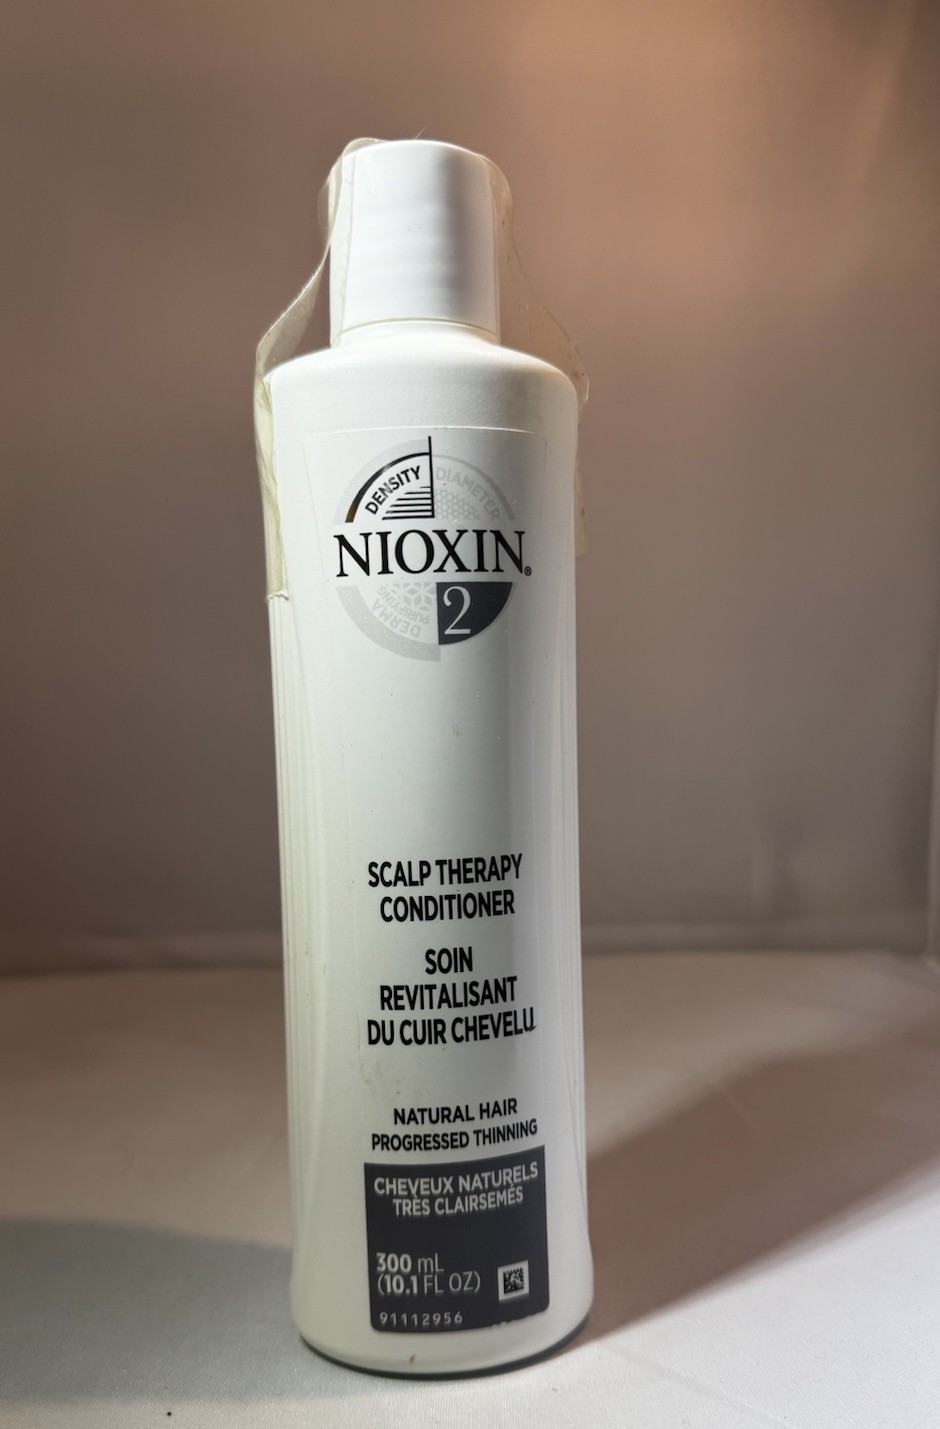 DENSITY
DIAMETER
NIOXIN®
DERMA
PURIFYING
2
SCALP THERAPY
CONDITIONER
SOIN
REVITALISANT
DU CUIR CHEVELU
NATURAL HAIR
PROGRESSED THINNING
CHEVEUX NATURELS
TRÈS CLAIRSEMÉS
300 mL
(10.1 FL OZ)
91112956